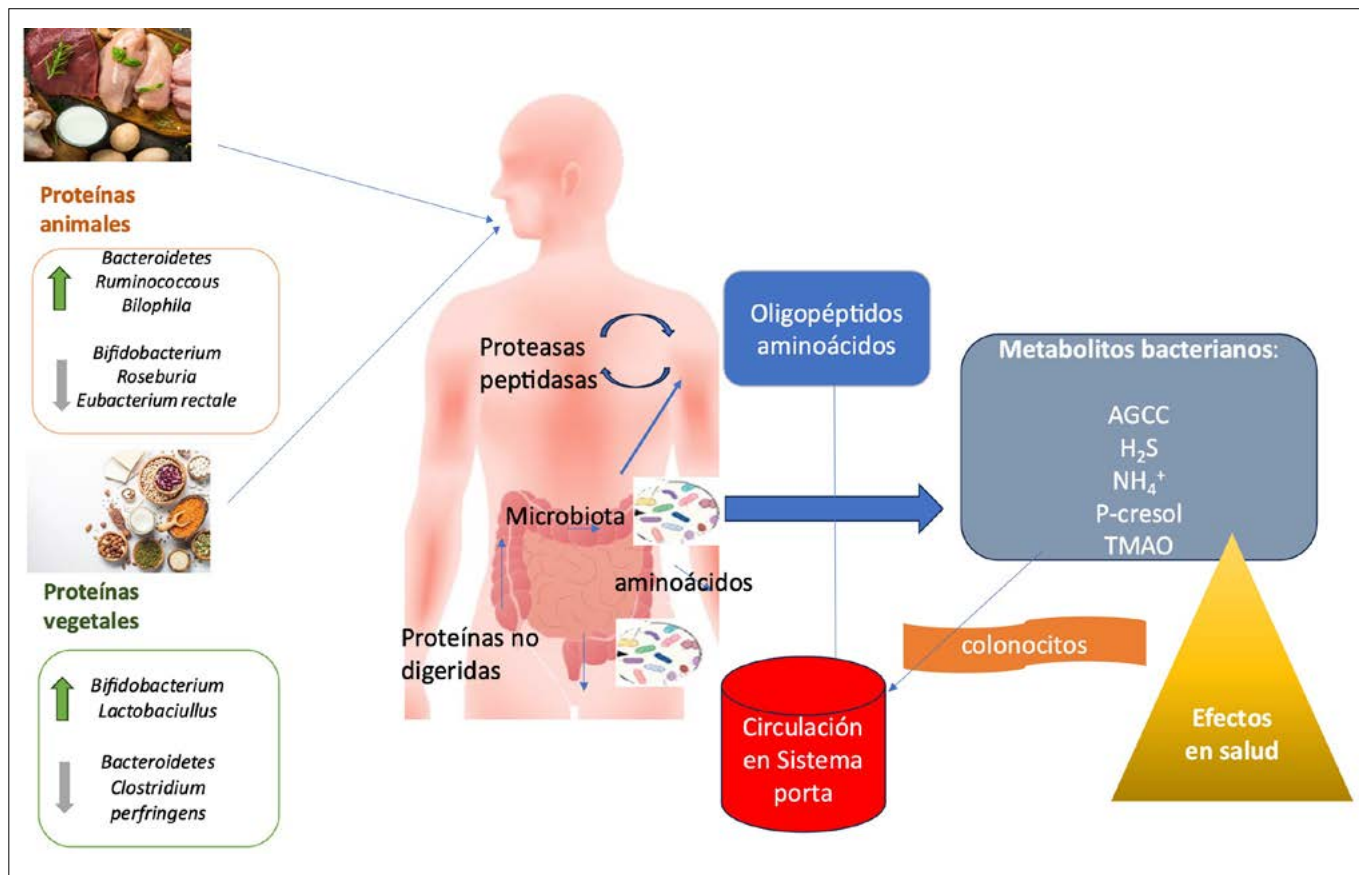 Proteínas
animales
Bacteroidetes
Ruminococcous
Bilophila
Bifidobacterium
Roseburia
Eubacterium rectale
Proteínas
vegetales
Bifidobacterium
Lactobaciullus
Bacteroidetes
Clostridium
perfringens
Proteasas
peptidasas
Microbiota
aminoácidos
Proteínas no
digeridas
Oligopéptidos
aminoácidos
Circulación
en Sistema
porta
Metabolitos bacterianos:
AGCC
H₂S
NH₄⁺
P-cresol
TMAO
colonocitos
Efectos
en salud